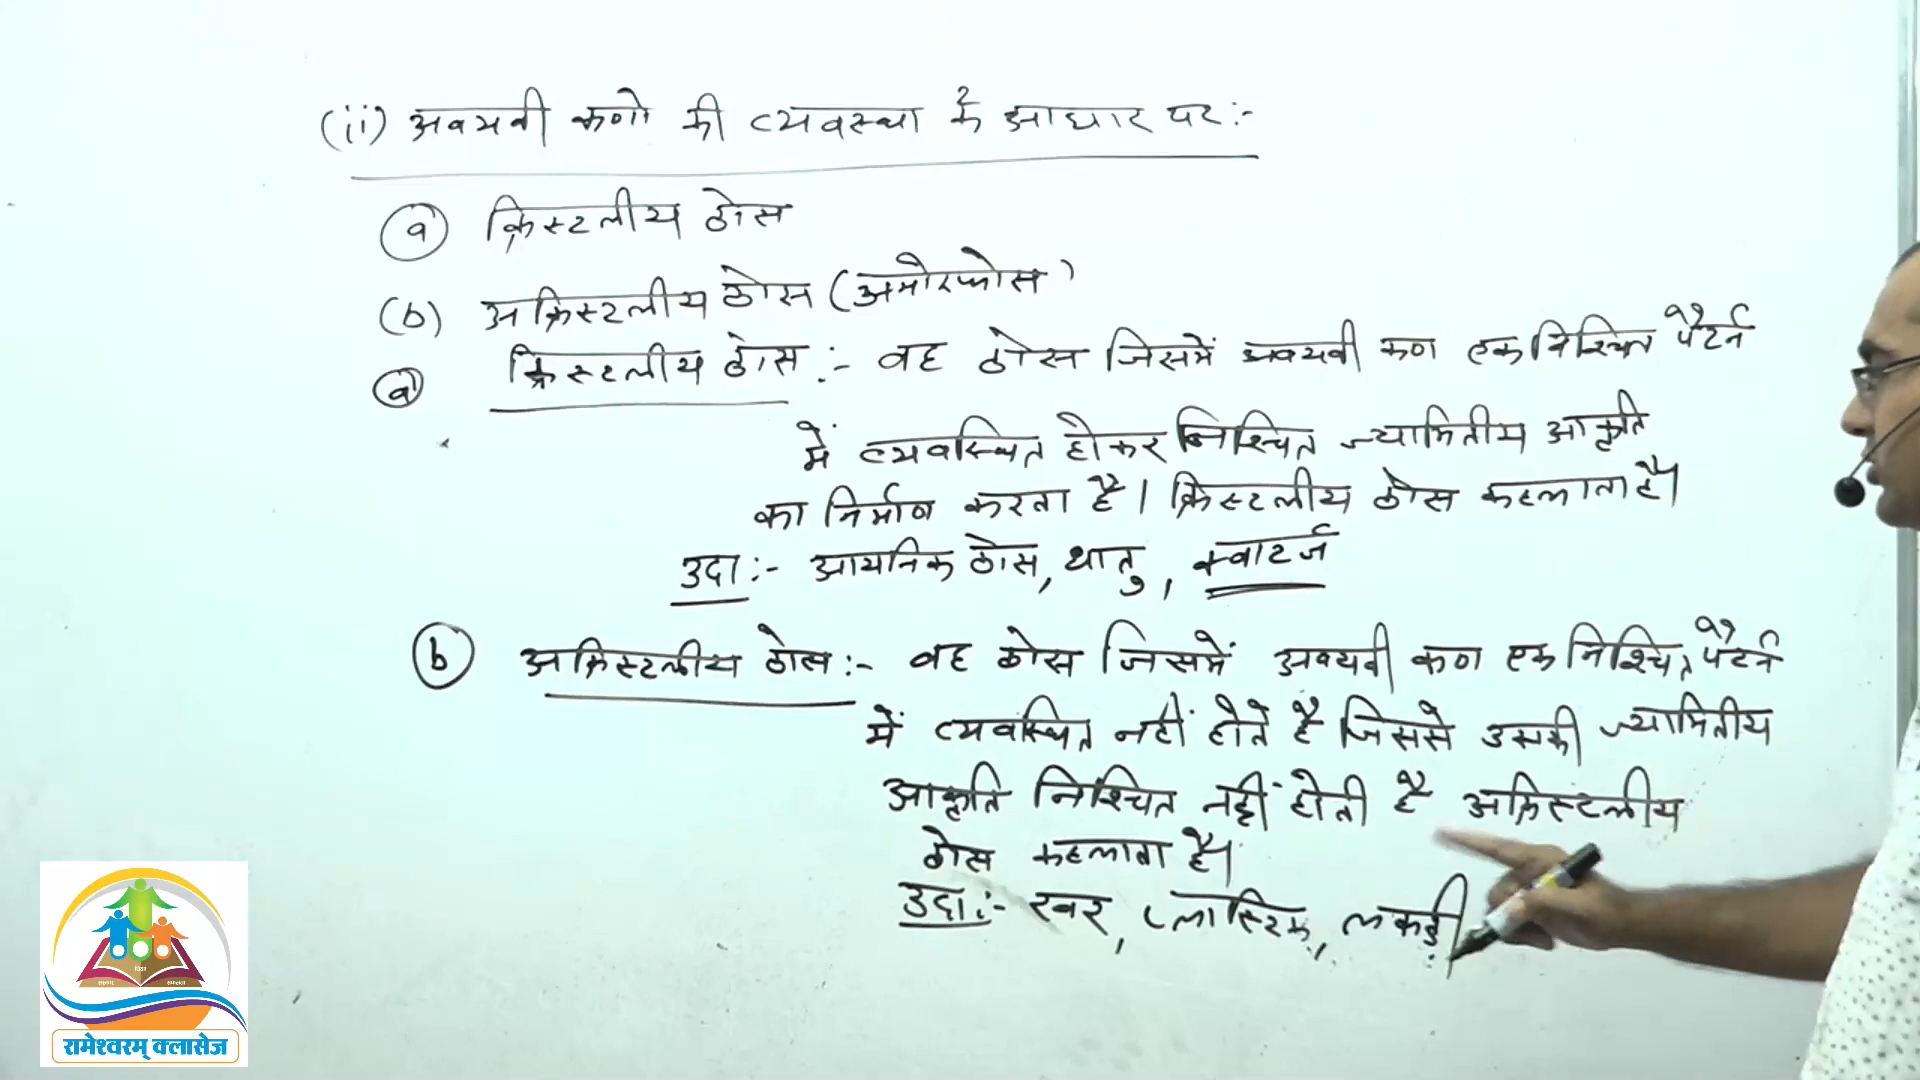 (ii) अवयवी कणो की व्यवस्था के आधार पर:-
(a) क्रिस्टलीय ठोस
(b) अक्रिस्टलीय ठोस (अमोरफोस)
(a) क्रिस्टलीय ठोस :- वह ठोस जिसमें अवयवी कण एक निश्चित पैटर्न
में व्यवस्थित होकर निश्चित ज्यामितीय आकृति
का निर्माण करता है। क्रिस्टलीय ठोस कहलाता है।
उदा :- आयनिक ठोस, धातु, क्वाटर्ज
(b) अक्रिस्टलीय ठोस :- वह ठोस जिसमें अवयवी कण एक निश्चित पैटर्न
में व्यवस्थित नहीं होते है जिससे उसकी ज्यामितीय
आकृति निश्चित नहीं होती है अक्रिस्टलीय
ठोस कहलाता है।
उदा :- रबर, प्लास्टिक, लकड़ी
रामेश्वरम् क्लासेज